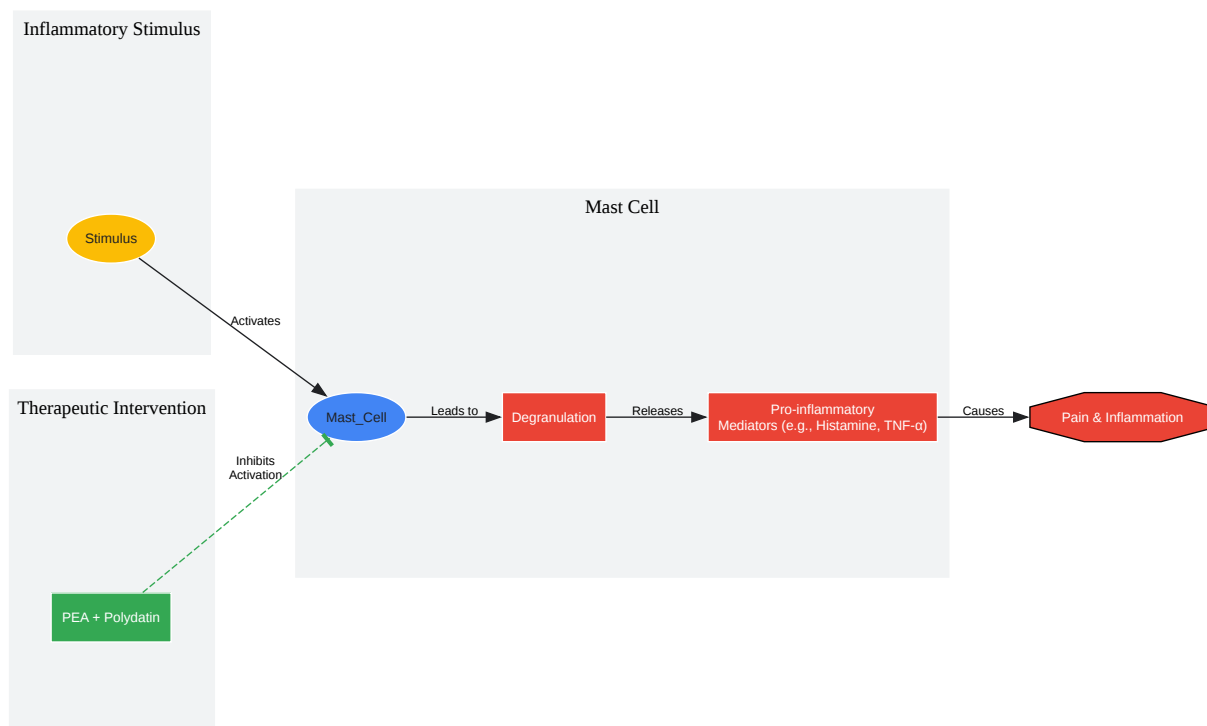 Inflammatory Stimulus
Stimulus
Activates
Mast Cell
Mast_Cell
Leads to
Degranulation
Releases
Pro-inflammatory
Mediators (e.g., Histamine, TNF-α)
Causes
Pain & Inflammation
Therapeutic Intervention
Inhibits
Activation
PEA + Polydatin